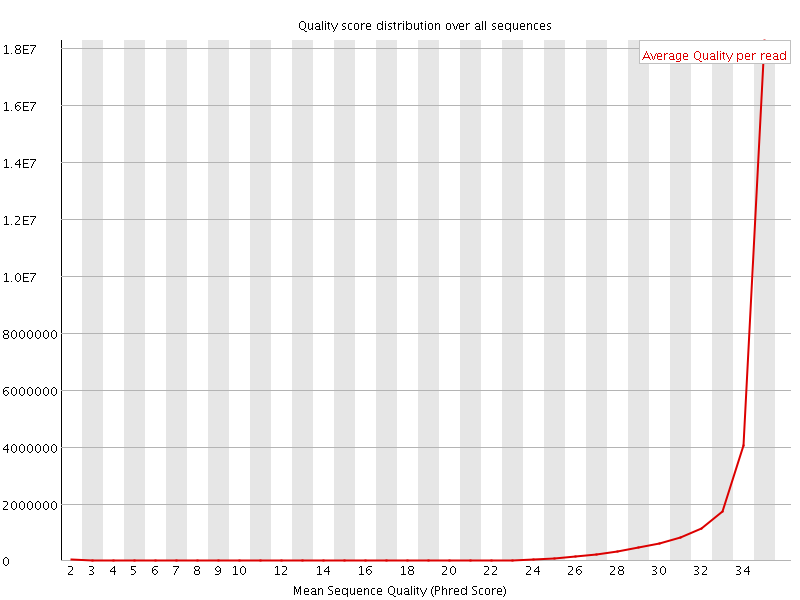 Quality score distribution over all sequences
Average Quality per read
1.8E7
1.6E7
1.4E7
1.2E7
1.0E7
8000000
6000000
4000000
2000000
0
2 3 4 5 6 7 8 9 10 12 14 16 18 20 22 24 26 28 30 32 34
Mean Sequence Quality (Phred Score)